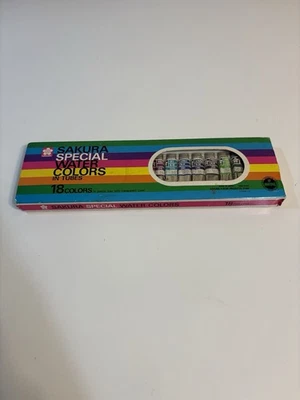 SAKURA
SPECIAL
WATER
COLORS
IN TUBES
18 COLORS
SAKURA SPECIAL WATER COLORS